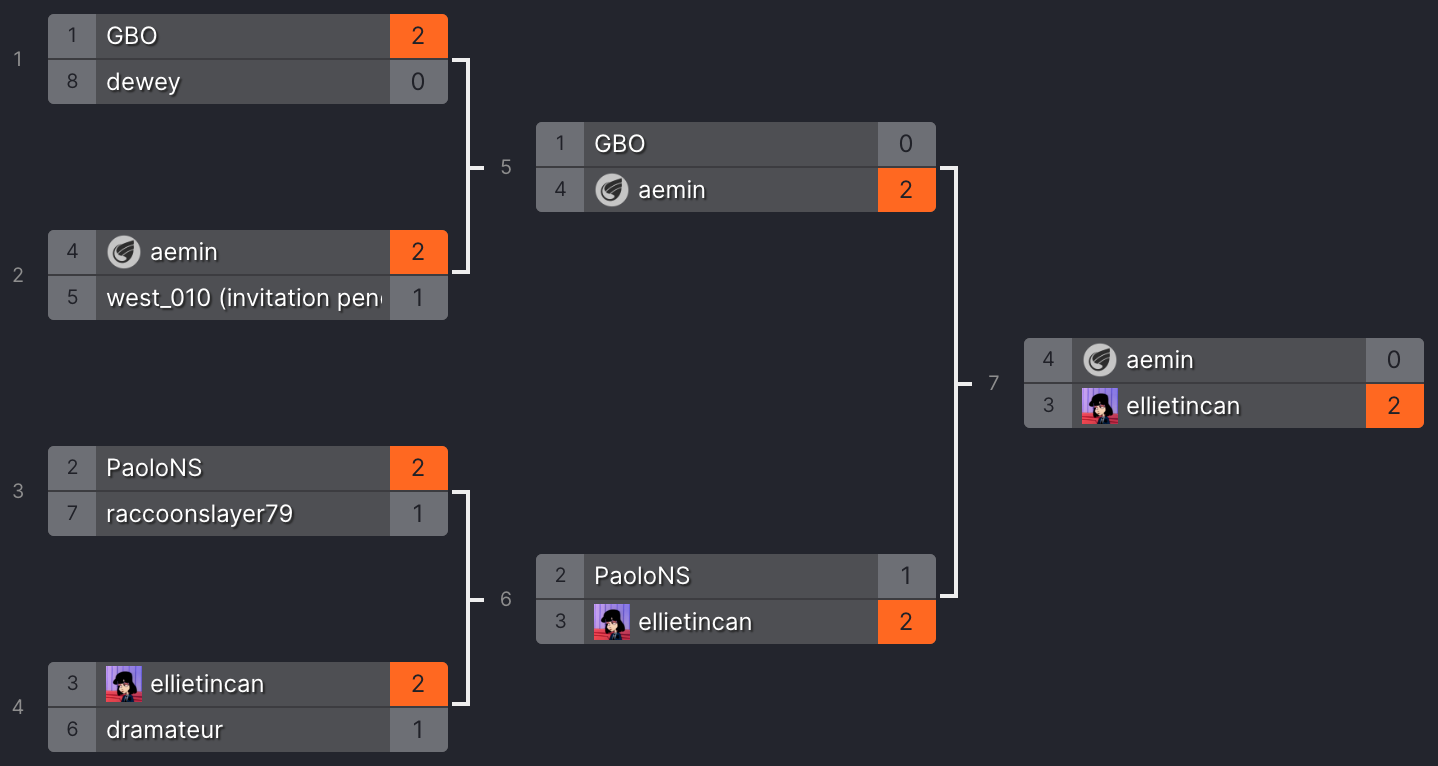 1
1 GBO 2
8 dewey 0
2
4 aemin 2
5 west_010 (invitation 1
3
2 PaoloNS 2
7 raccoonslayer79 1
4
3 ellietincan 2
6 dramateur 1
5
1 GBO 0
4 aemin 2
6
2 PaoloNS 1
3 ellietincan 2
7
4 aemin 0
3 ellietincan 2